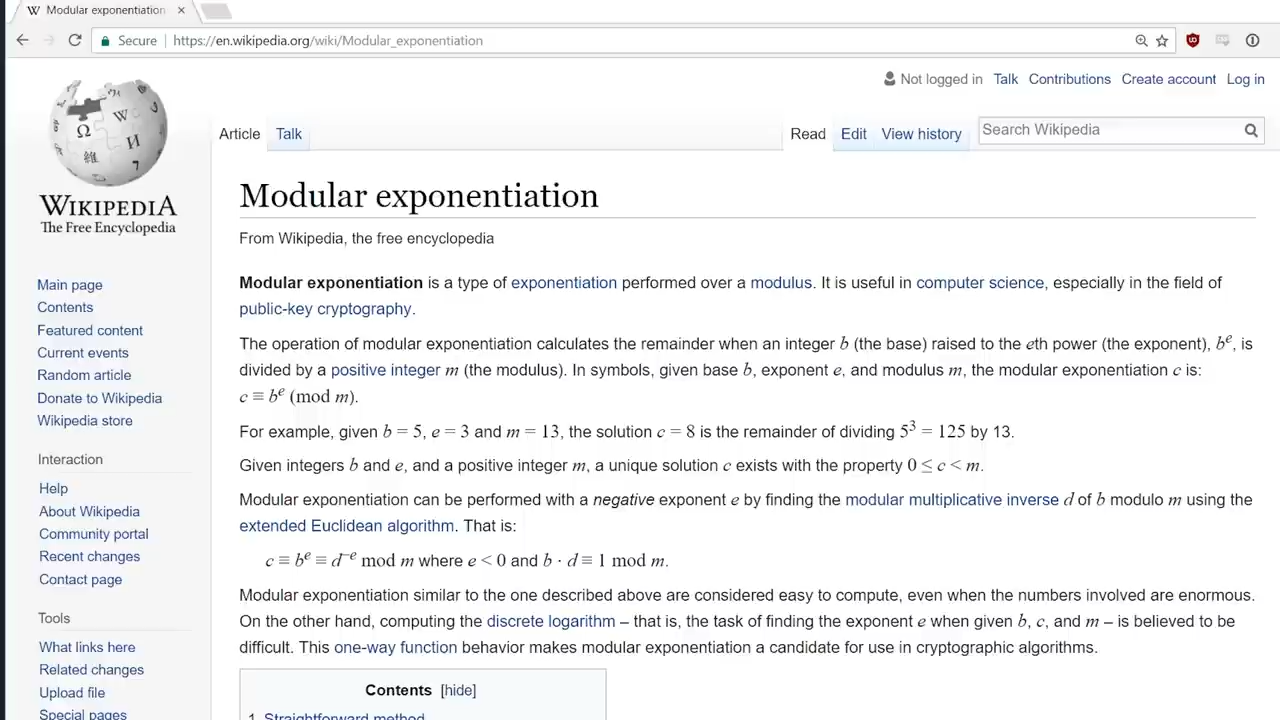 Modular exponentiation ×
Secure https://en.wikipedia.org/wiki/Modular_exponentiation
Not logged in Talk Contributions Create account Log in
Article Talk Read Edit View history Search Wikipedia
WIKIPEDIA
The Free Encyclopedia
Main page
Contents
Featured content
Current events
Random article
Donate to Wikipedia
Wikipedia store
Interaction
Help
About Wikipedia
Community portal
Recent changes
Contact page
Tools
What links here
Related changes
Upload file
Special pages
Modular exponentiation
From Wikipedia, the free encyclopedia
Modular exponentiation is a type of exponentiation performed over a modulus. It is useful in computer science, especially in the field of
public-key cryptography.
The operation of modular exponentiation calculates the remainder when an integer b (the base) raised to the eth power (the exponent), bᵉ, is
divided by a positive integer m (the modulus). In symbols, given base b, exponent e, and modulus m, the modular exponentiation c is:
c ≡ bᵉ (mod m).
For example, given b = 5, e = 3 and m = 13, the solution c = 8 is the remainder of dividing 5³ = 125 by 13.
Given integers b and e, and a positive integer m, a unique solution c exists with the property 0 ≤ c < m.
Modular exponentiation can be performed with a negative exponent e by finding the modular multiplicative inverse d of b modulo m using the
extended Euclidean algorithm. That is:
c ≡ bᵉ ≡ d⁻ᵉ mod m where e < 0 and b · d ≡ 1 mod m.
Modular exponentiation similar to the one described above are considered easy to compute, even when the numbers involved are enormous.
On the other hand, computing the discrete logarithm – that is, the task of finding the exponent e when given b, c, and m – is believed to be
difficult. This one-way function behavior makes modular exponentiation a candidate for use in cryptographic algorithms.
Contents [hide]
1 Straightforward method